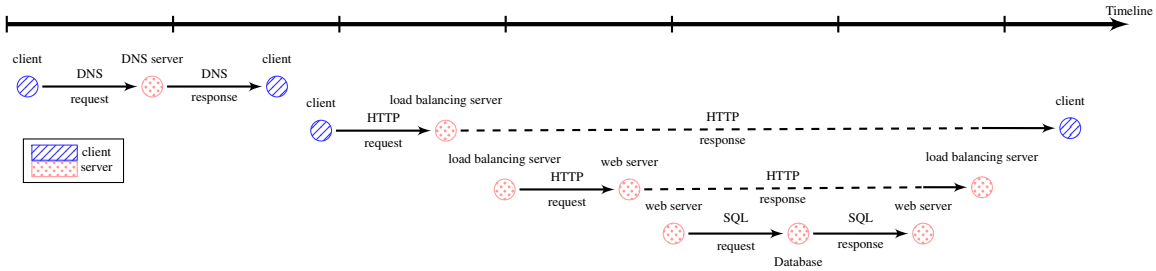 Timeline
client
DNS server
client
DNS
request
DNS
response
client
load balancing server
client
HTTP
request
HTTP
response
client
server
load balancing server
web server
load balancing server
HTTP
request
HTTP
response
web server
web server
SQL
request
SQL
response
Database